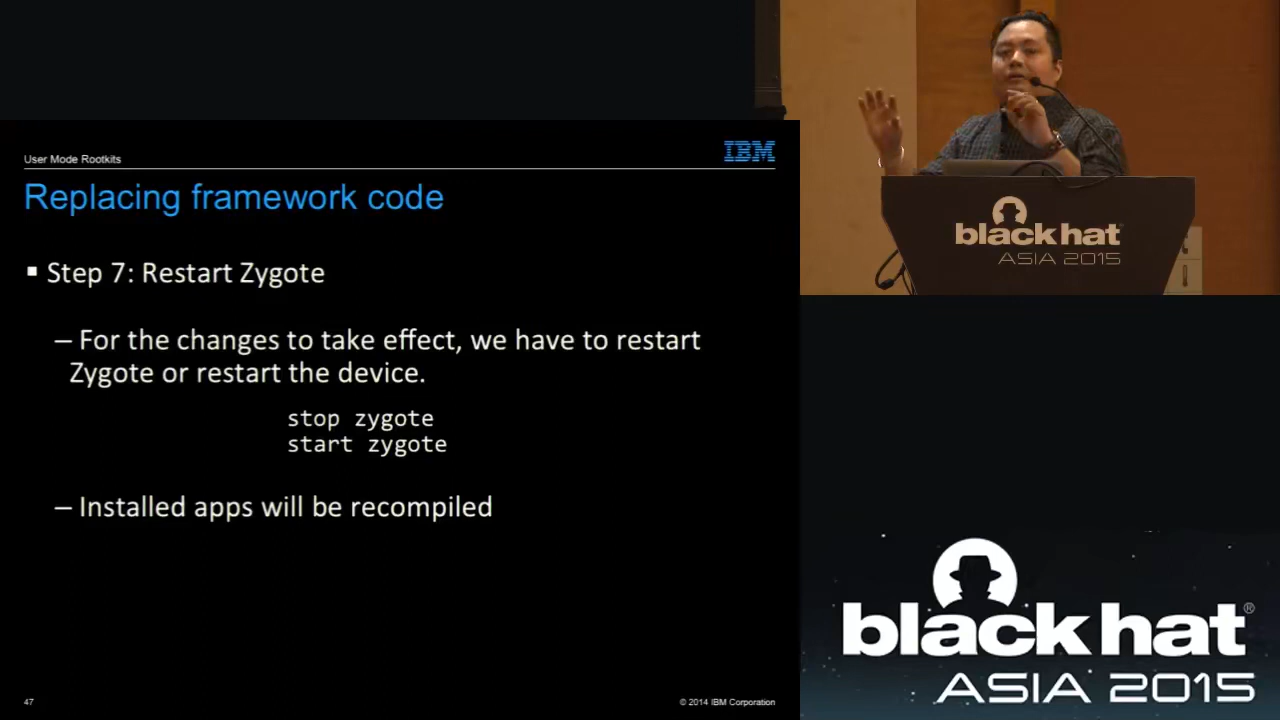 User Mode Rootkits
IBM
Replacing framework code
▪ Step 7: Restart Zygote
– For the changes to take effect, we have to restart
Zygote or restart the device.
stop zygote
start zygote
– Installed apps will be recompiled
47
© 2014 IBM Corporation
black hat
ASIA 2015
black hat®
ASIA 2015